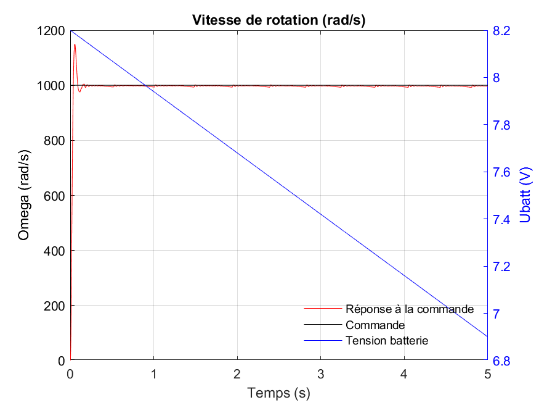 Vitesse de rotation (rad/s)
1200
1000
800
600
400
200
0
Omega (rad/s)
8.2
8
7.8
7.6
7.4
7.2
7
6.8
Ubatt (V)
Réponse à la commande
Commande
Tension batterie
0 1 2 3 4 5
Temps (s)